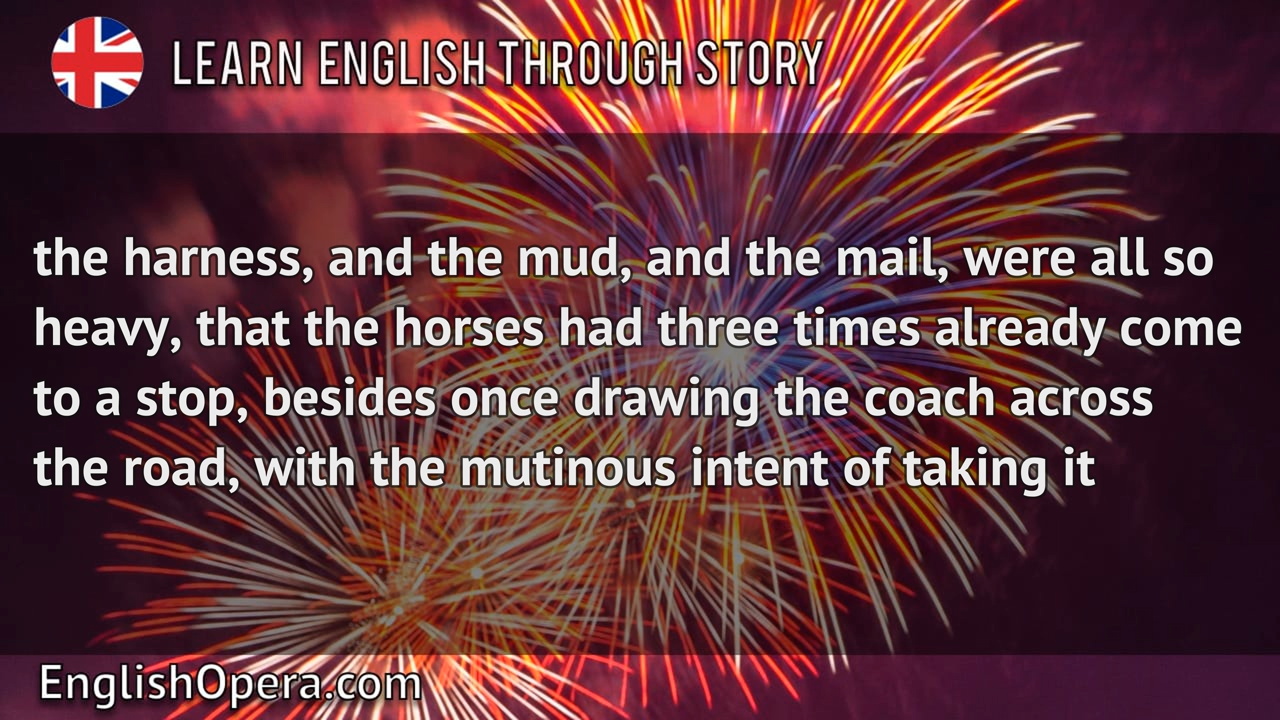 LEARN ENGLISH THROUGH STORY
the harness, and the mud, and the mail, were all so
heavy, that the horses had three times already come
to a stop, besides once drawing the coach across
the road, with the mutinous intent of taking it
EnglishOpera.com